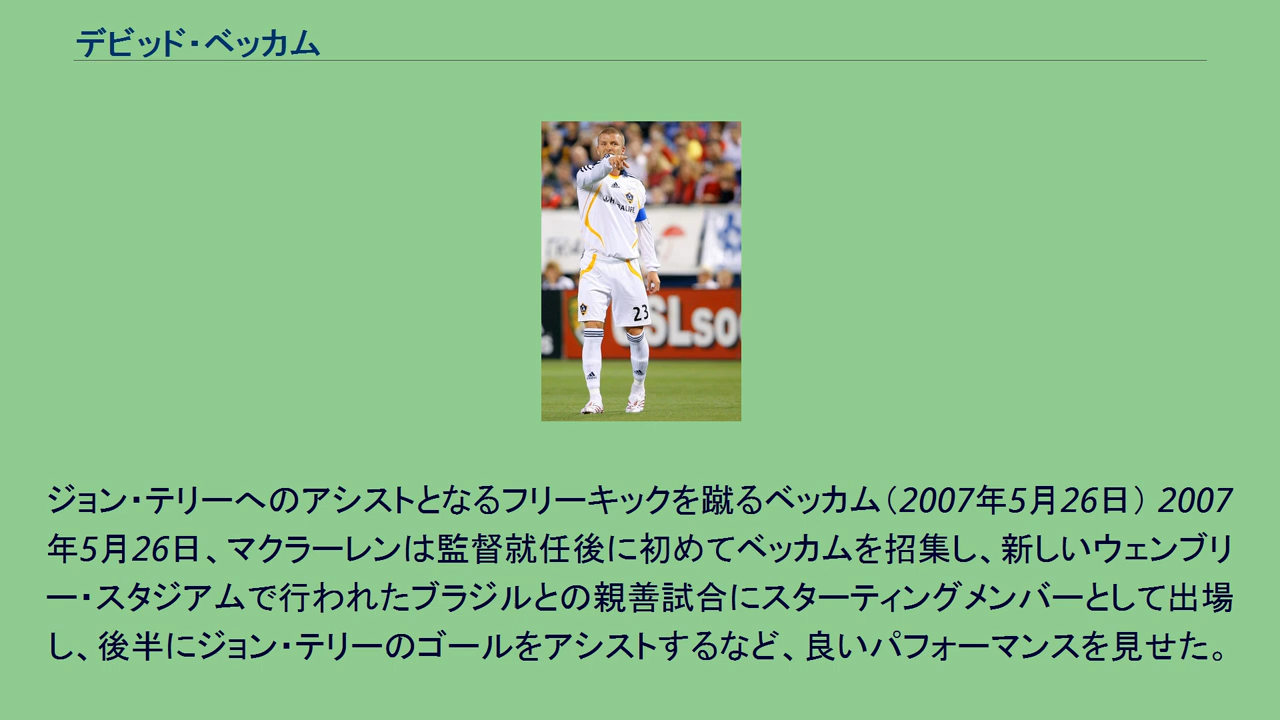 デビッド・ベッカム
23
ジョン・テリーへのアシストとなるフリーキックを蹴るベッカム（2007年5月26日） 2007
年5月26日、マクラーレンは監督就任後に初めてベッカムを招集し、新しいウェンブリ
ー・スタジアムで行われたブラジルとの親善試合にスターティングメンバーとして出場
し、後半にジョン・テリーのゴールをアシストするなど、良いパフォーマンスを見せた。